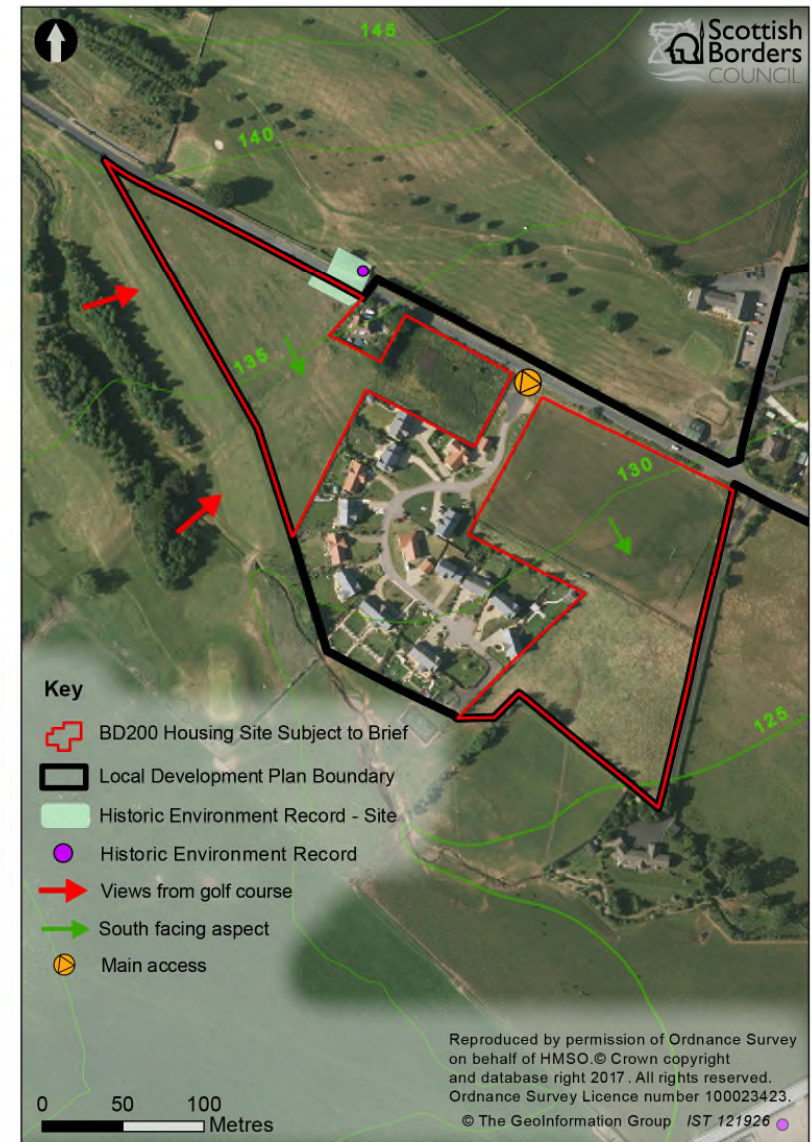 145
Scottish
Borders
COUNCIL
140
135
130
125
Key
BD200 Housing Site Subject to Brief
Local Development Plan Boundary
Historic Environment Record - Site
Historic Environment Record
Views from golf course
South facing aspect
Main access
Reproduced by permission of Ordnance Survey
on behalf of HMSO.© Crown copyright
and database right 2017. All rights reserved.
Ordnance Survey Licence number 100023423.
© The GeoInformation Group IST 121926
0 50 100
Metres